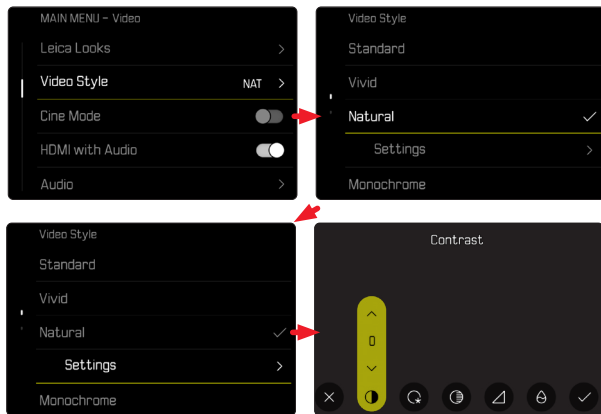 MAIN MENU – Video
Leica Looks
Video Style NAT
Cine Mode
HDMI with Audio
Audio
Video Style
Standard
Vivid
Natural
Settings
Monochrome
Video Style
Standard
Vivid
Natural
Settings
Monochrome
Contrast
0